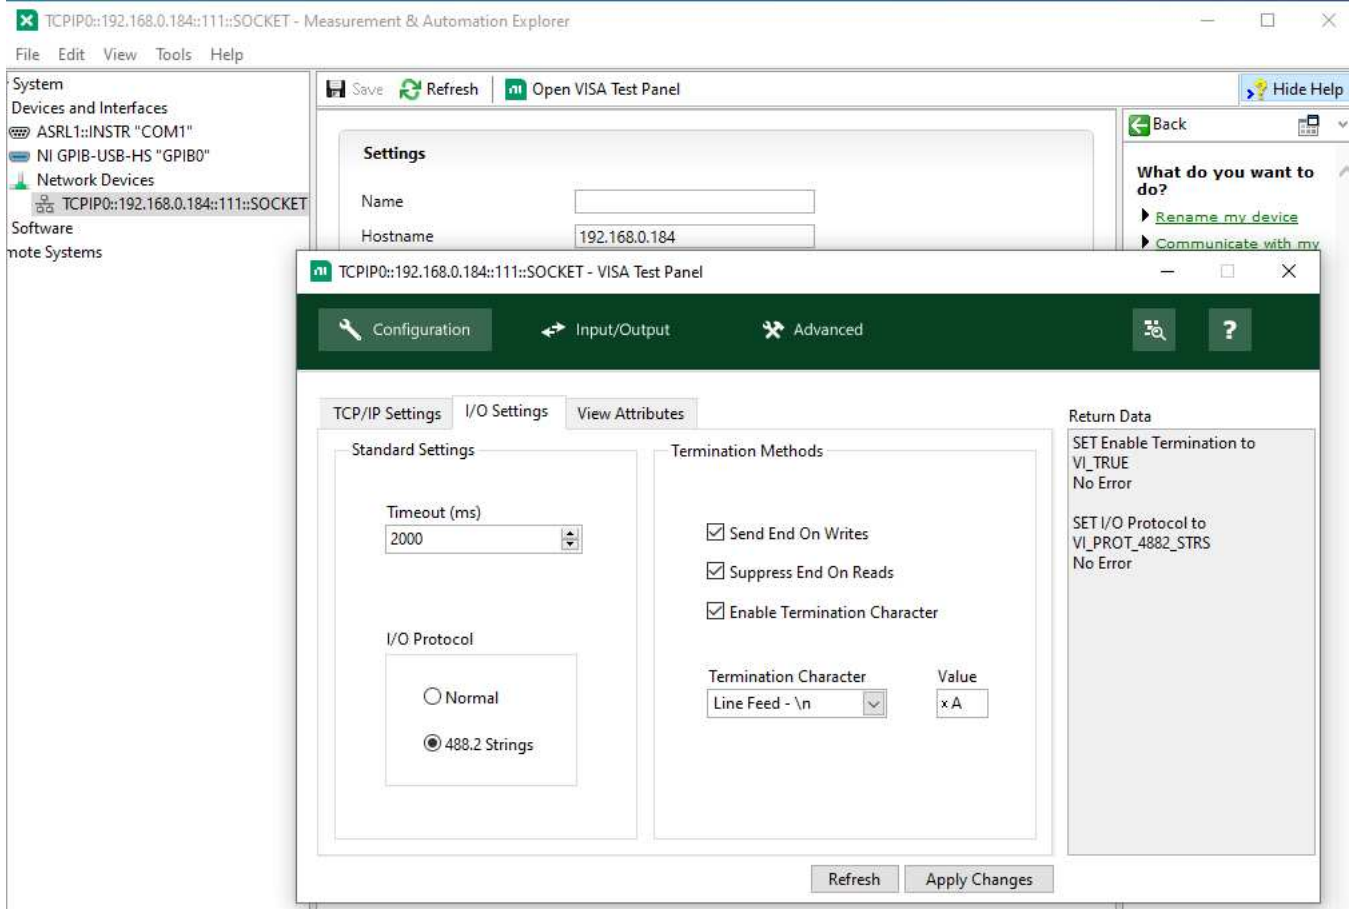 TCPIP0::192.168.0.184::111::SOCKET - Measurement & Automation Explorer
File Edit View Tools Help
System
Devices and Interfaces
ASRL1::INSTR "COM1"
NI GPIB-USB-HS "GPIB0"
Network Devices
TCPIP0::192.168.0.184::111::SOCKET
Software
mote Systems
Save Refresh Open VISA Test Panel Hide Help
Settings
Name
Hostname 192.168.0.184
Back
What do you want to
do?
Rename my device
Communicate with my
TCPIP0::192.168.0.184::111::SOCKET - VISA Test Panel
Configuration Input/Output Advanced ?
TCP/IP Settings I/O Settings View Attributes
Standard Settings
Timeout (ms)
2000
I/O Protocol
Normal
488.2 Strings
Termination Methods
Send End On Writes
Suppress End On Reads
Enable Termination Character
Termination Character Value
Line Feed - \n x A
Return Data
SET Enable Termination to
VI_TRUE
No Error
SET I/O Protocol to
VI_PROT_4882_STRS
No Error
Refresh Apply Changes